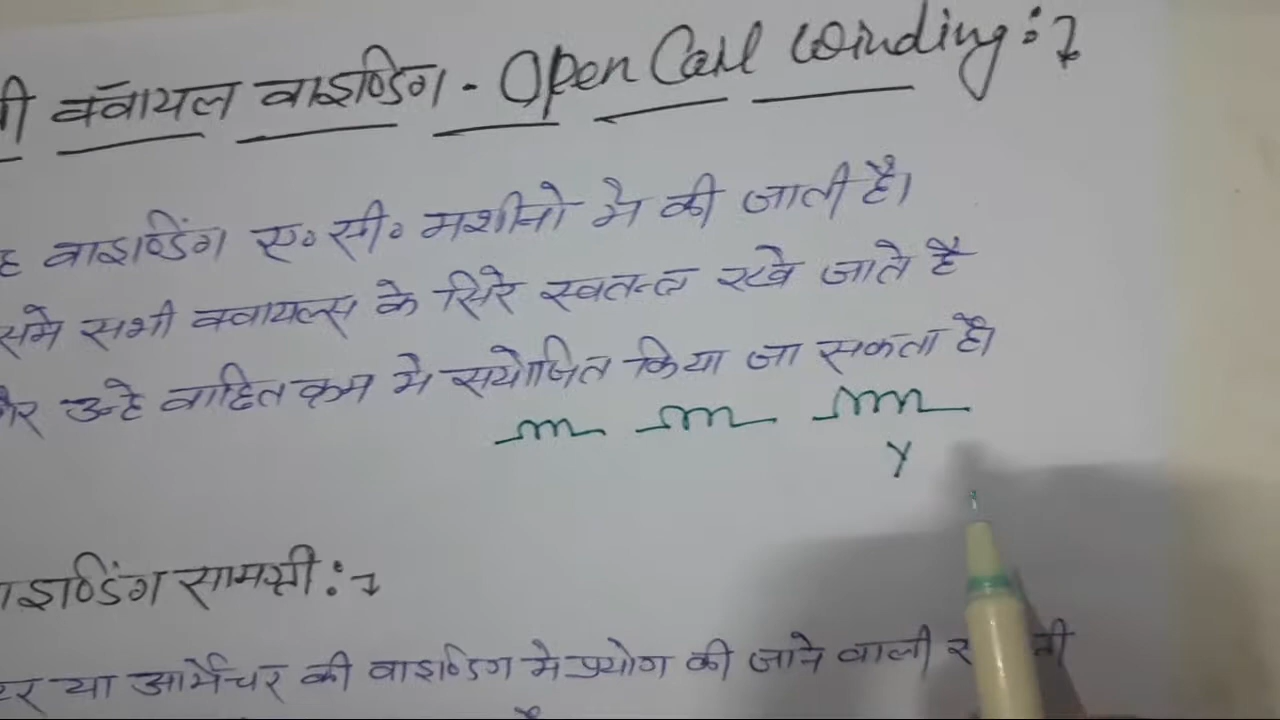 क्वायल वाइण्डिग - Open Coil Winding :-
वाइण्डिंग ए॰ सी॰ मशीनो मे की जाती है।
समे सभी क्वायल्स के सिरे स्वतन्त्र रखे जाते है
उन्हे वाहित क्रम मे सयोजित किया जा सकता है।
Y
वाइण्डिंग सामग्री :-
या आर्मेचर की वाइण्डिग मे प्रयोग की जाने वाली